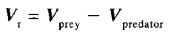 V_r = V_prey − V_predator